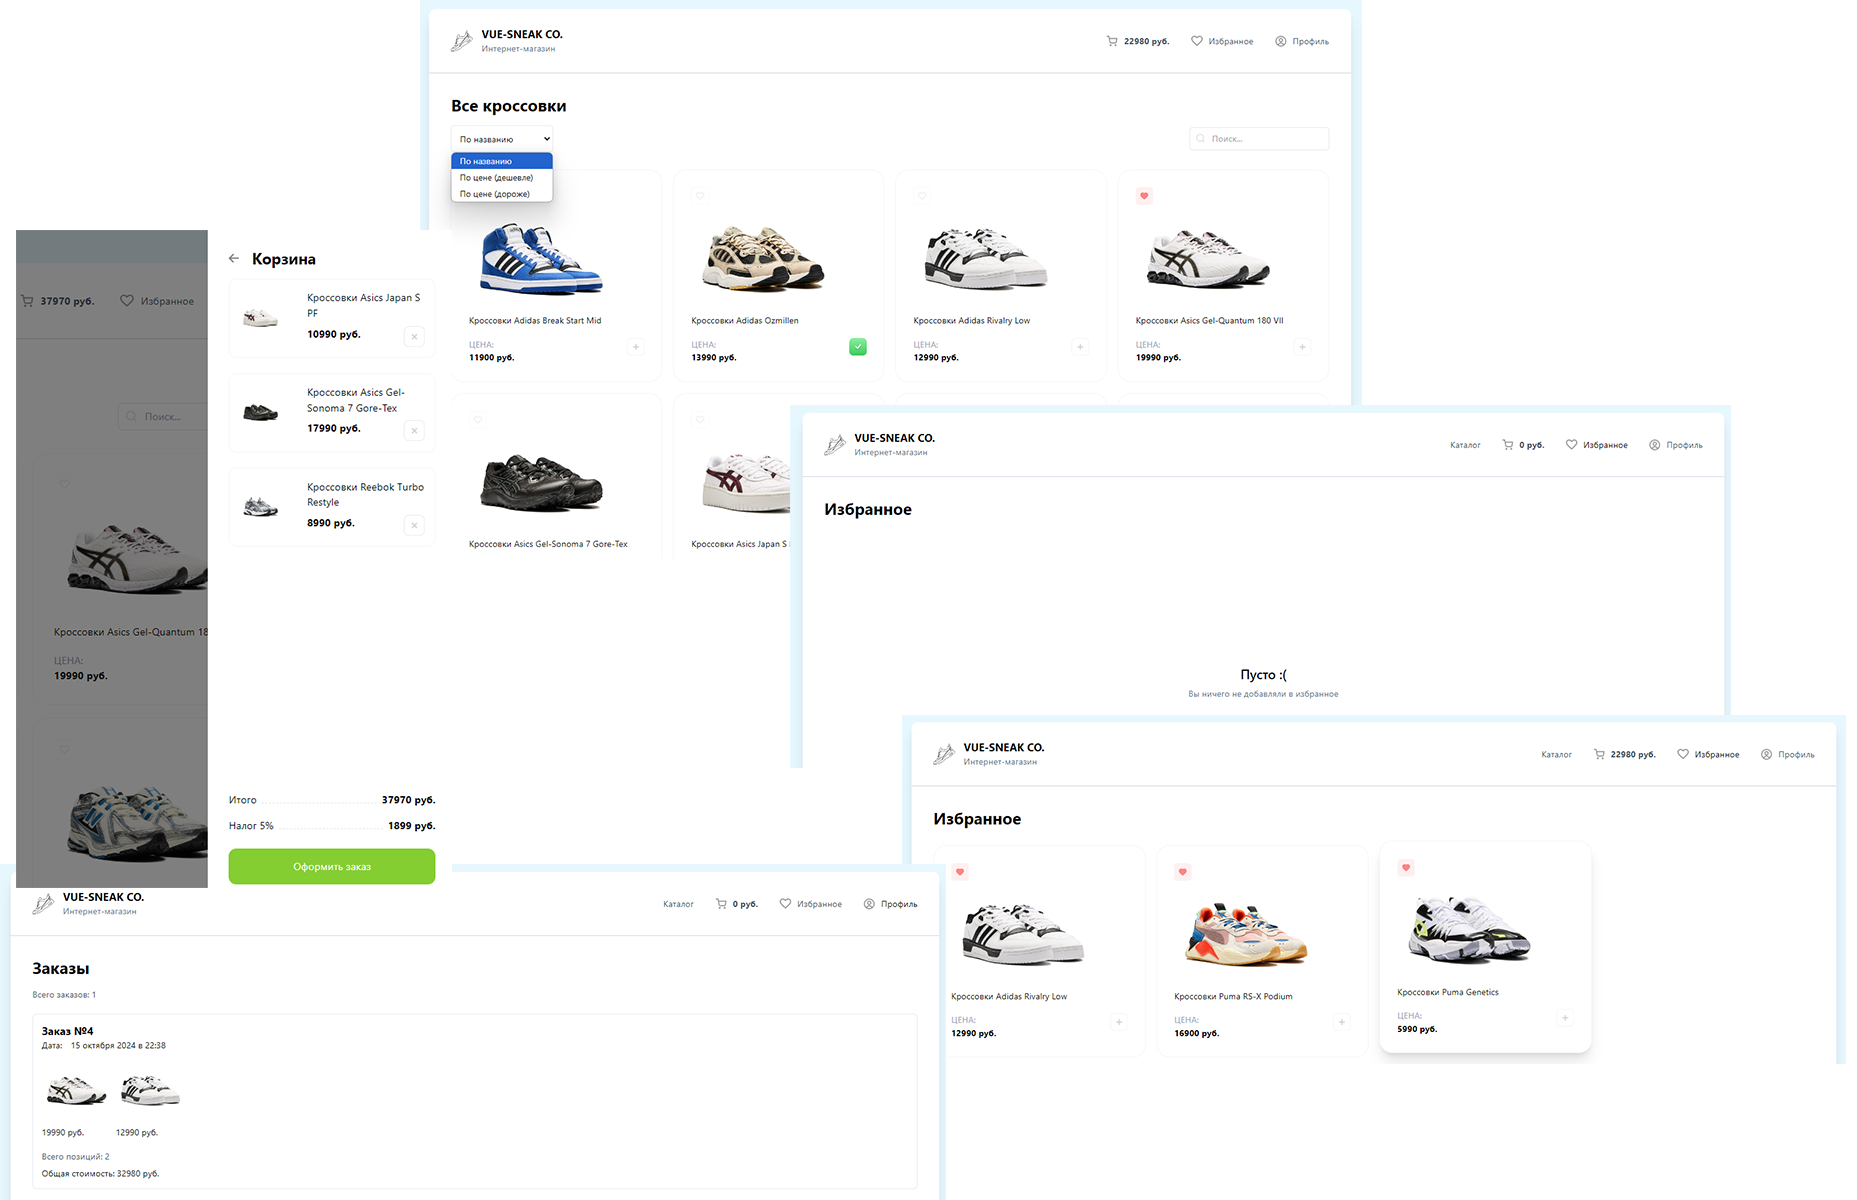 VUE-SNEAK CO.
Интернет-магазин
22980 руб.
Избранное
Профиль
Все кроссовки
По названию
Поиск...
По названию
По цене (дешевле)
По цене (дороже)
Кроссовки Adidas Break Start Mid
ЦЕНА:
11900 руб.
Кроссовки Adidas Ozmillen
ЦЕНА:
13990 руб.
Кроссовки Adidas Rivalry Low
ЦЕНА:
12990 руб.
Кроссовки Asics Gel-Quantum 180 VII
ЦЕНА:
19990 руб.
Кроссовки Asics Gel-Sonoma 7 Gore-Tex
Кроссовки Asics Japan S
37970 руб.
Избранное
Поиск...
Кроссовки Asics Gel-Quantum 18
ЦЕНА:
19990 руб.
Корзина
Кроссовки Asics Japan S
PF
10990 руб.
Кроссовки Asics Gel-
Sonoma 7 Gore-Tex
17990 руб.
Кроссовки Reebok Turbo
Restyle
8990 руб.
Итого
37970 руб.
Налог 5%
1899 руб.
Оформить заказ
VUE-SNEAK CO.
Интернет-магазин
Каталог
0 руб.
Избранное
Профиль
Избранное
Пусто :(
Вы ничего не добавляли в избранное
VUE-SNEAK CO.
Интернет-магазин
Каталог
22980 руб.
Избранное
Профиль
Избранное
Кроссовки Adidas Rivalry Low
ЦЕНА:
12990 руб.
Кроссовки Puma RS-X Podium
ЦЕНА:
16900 руб.
Кроссовки Puma Genetics
ЦЕНА:
5990 руб.
VUE-SNEAK CO.
Интернет-магазин
Каталог
0 руб.
Избранное
Профиль
Заказы
Всего заказов: 1
Заказ №4
Дата: 15 октября 2024 в 22:38
19990 руб.
12990 руб.
Всего позиций: 2
Общая стоимость: 32980 руб.